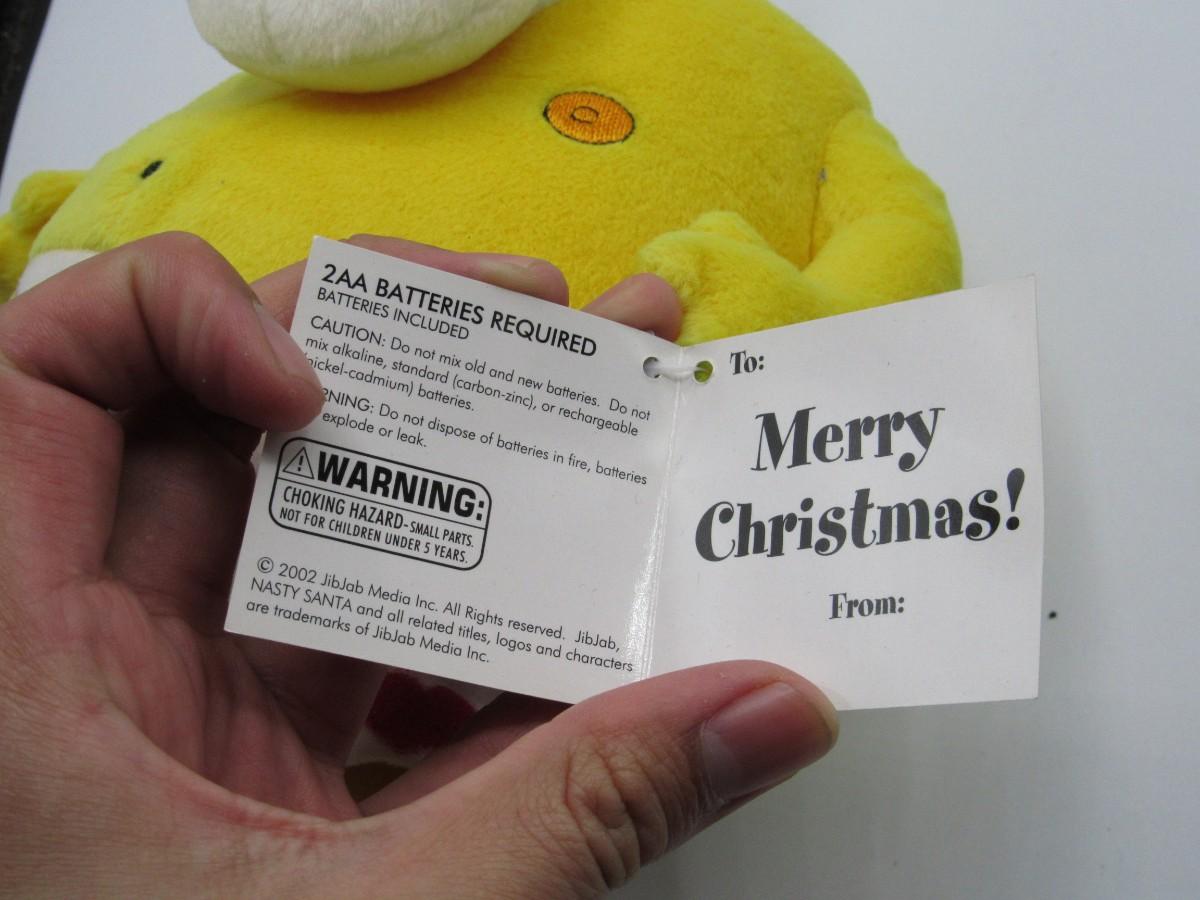 2AA BATTERIES REQUIRED
BATTERIES INCLUDED
CAUTION: Do not mix old and new batteries. Do not
mix alkaline, standard (carbon-zinc), or rechargeable
nickel-cadmium) batteries.
RNING: Do not dispose of batteries in fire, batteries
explode or leak.
WARNING:
CHOKING HAZARD-SMALL PARTS.
NOT FOR CHILDREN UNDER 5 YEARS.
© 2002 JibJab Media Inc. All Rights reserved. JibJab,
NASTY SANTA and all related titles, logos and characters
are trademarks of JibJab Media Inc.
To:
Merry
Christmas!
From: